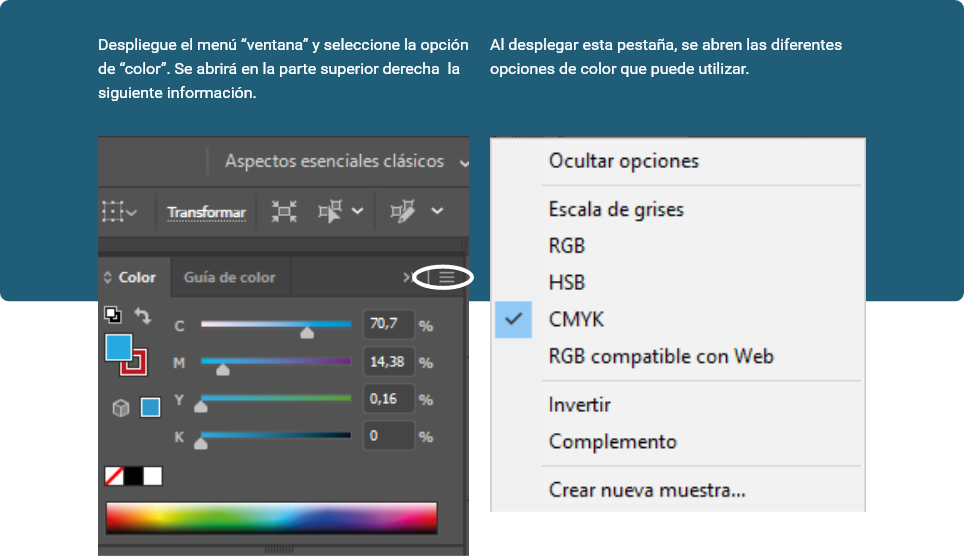 Despliegue el menú “ventana” y seleccione la opción
de “color”. Se abrirá en la parte superior derecha la
siguiente información.
Al desplegar esta pestaña, se abren las diferentes
opciones de color que puede utilizar.
Aspectos esenciales clásicos
Transformar
Color
Guía de color
C 70,7 %
M 14,38 %
Y 0,16 %
K 0 %
Ocultar opciones
Escala de grises
RGB
HSB
CMYK
RGB compatible con Web
Invertir
Complemento
Crear nueva muestra...